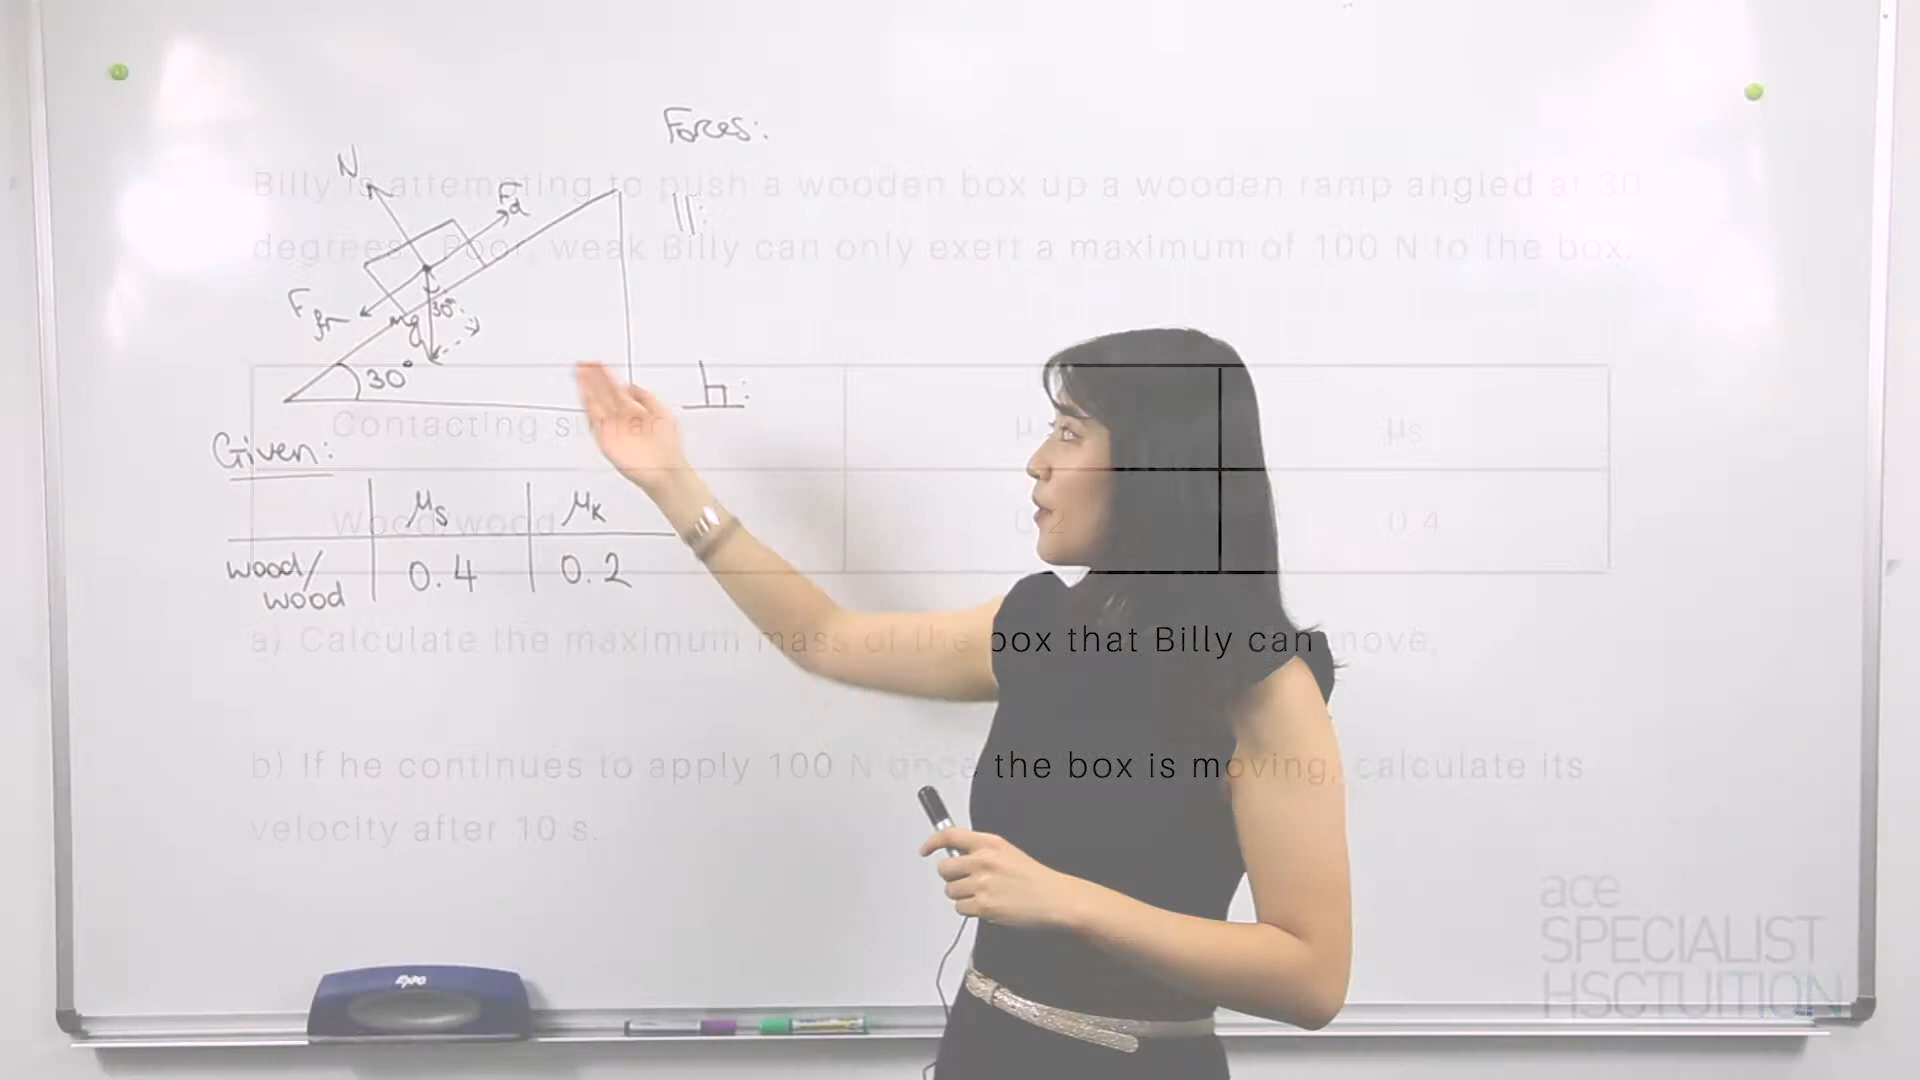 Forces:
N
Fa
Billy is attempting to push a wooden box up a wooden ramp angled at 30
||:
degrees. Poor, weak Billy can only exert a maximum of 100 N to the box.
Ffr
mg
30°
30°
Contacting surfac
μ
μs
Given:
μs
μk
Wood/wood
0.2
0.4
wood/
wood
0.4
0.2
a) Calculate the maximum mass of the box that Billy can move.
b) If he continues to apply 100 N once the box is moving, calculate its
velocity after 10 s.
ace
SPECIALIST
HSCTUITION
Expo